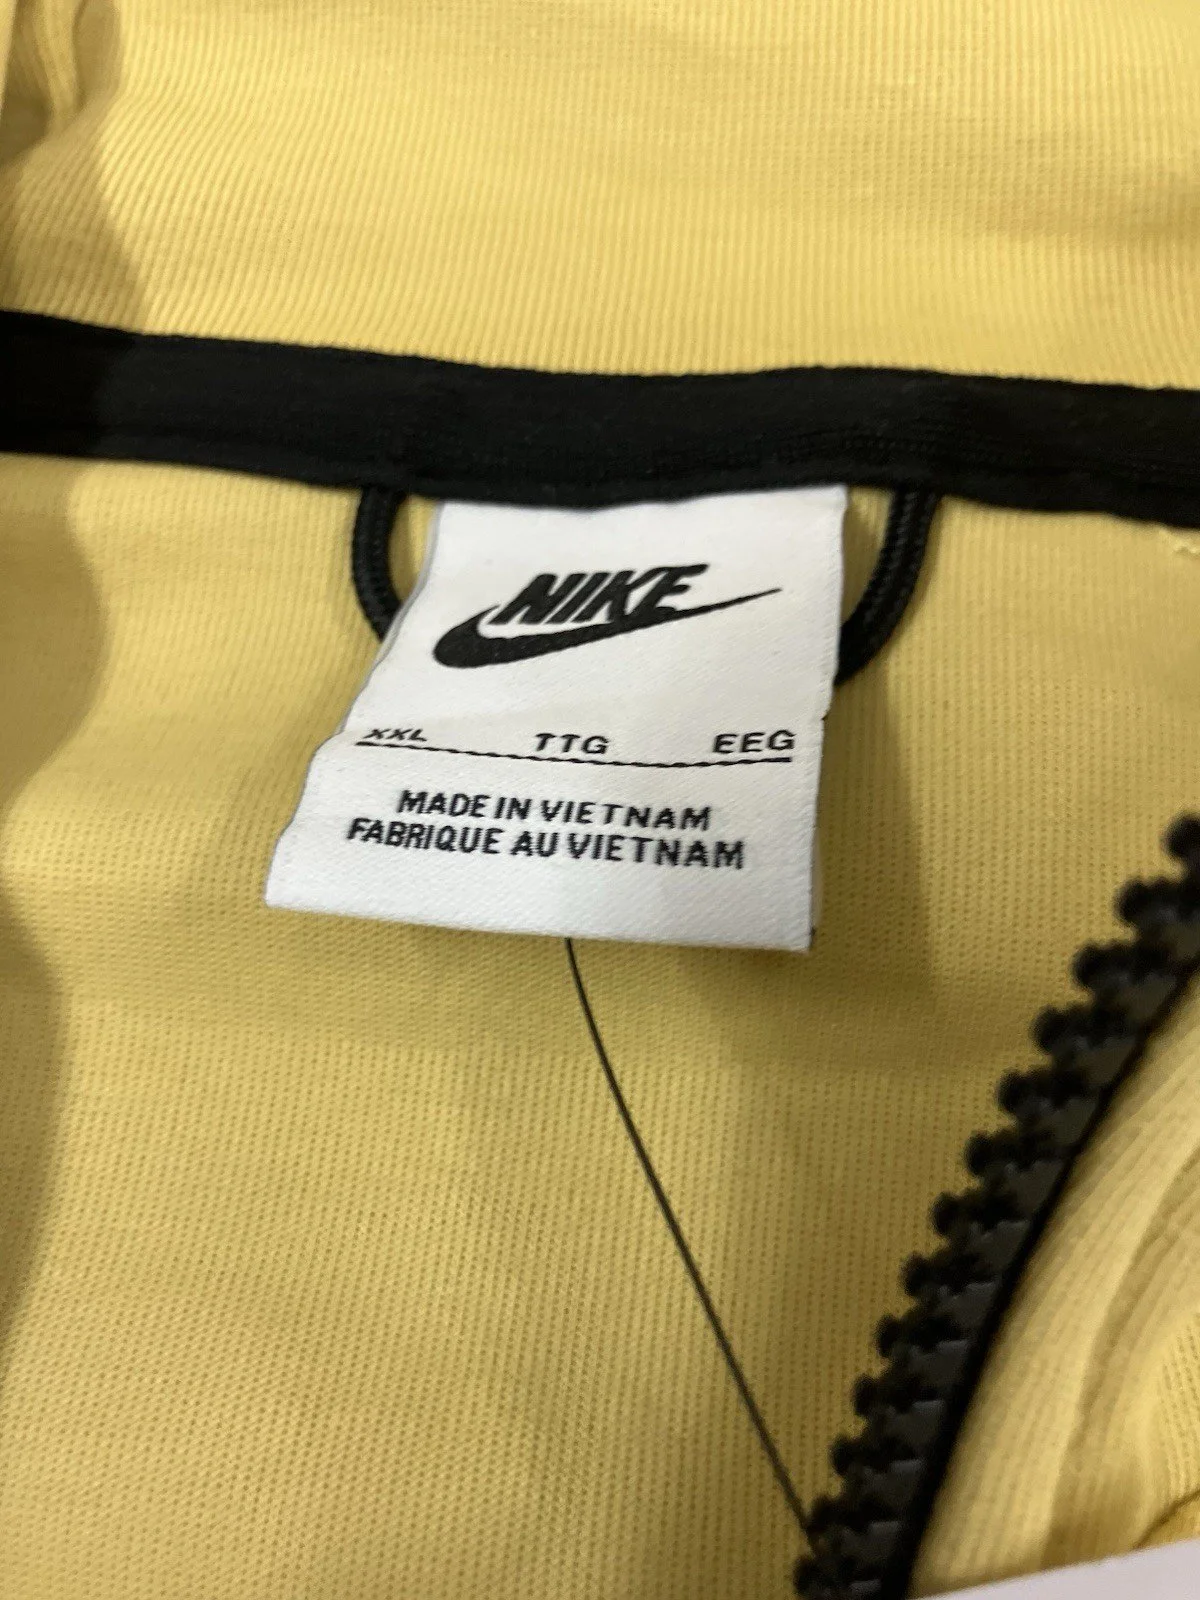 NIKE
XXL TTG EEG
MADE IN VIETNAM
FABRIQUE AU VIETNAM